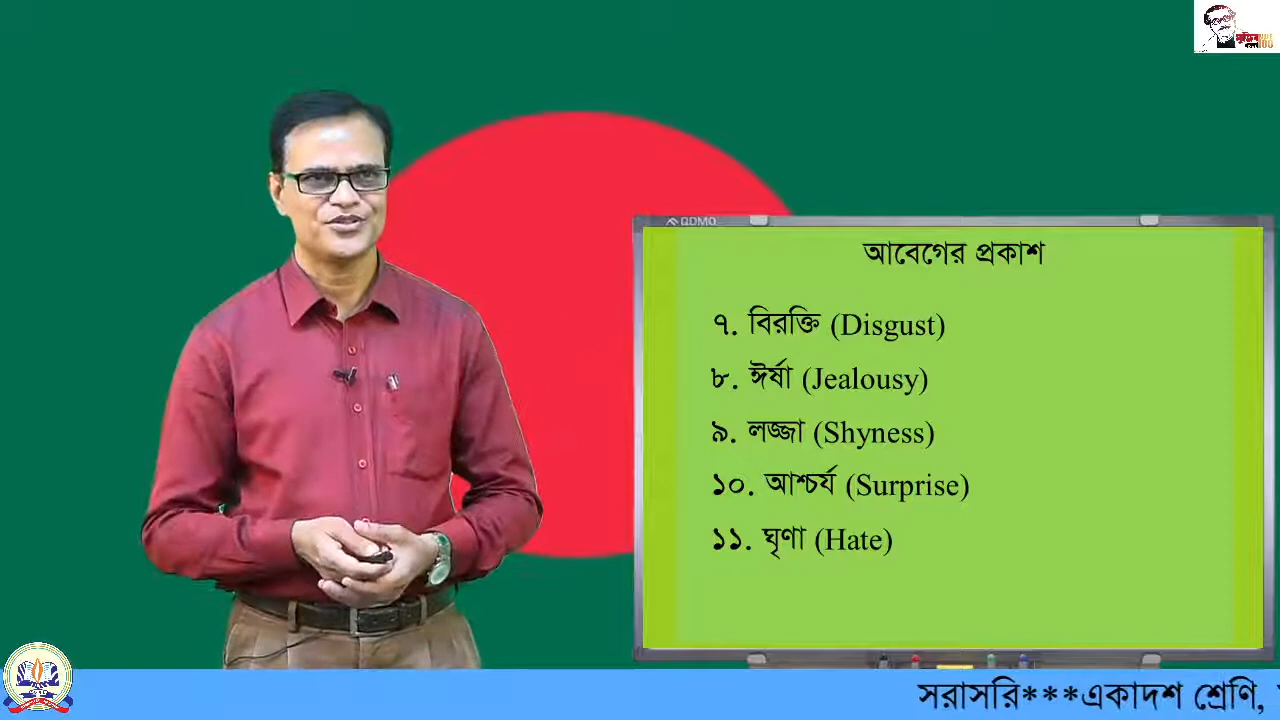 QOMO
আবেগের প্রকাশ
৭. বিরক্তি (Disgust)
৮. ঈর্ষা (Jealousy)
৯. লজ্জা (Shyness)
১০. আশ্চর্য (Surprise)
১১. ঘৃণা (Hate)
সরাসরি***একাদশ শ্রেণি,